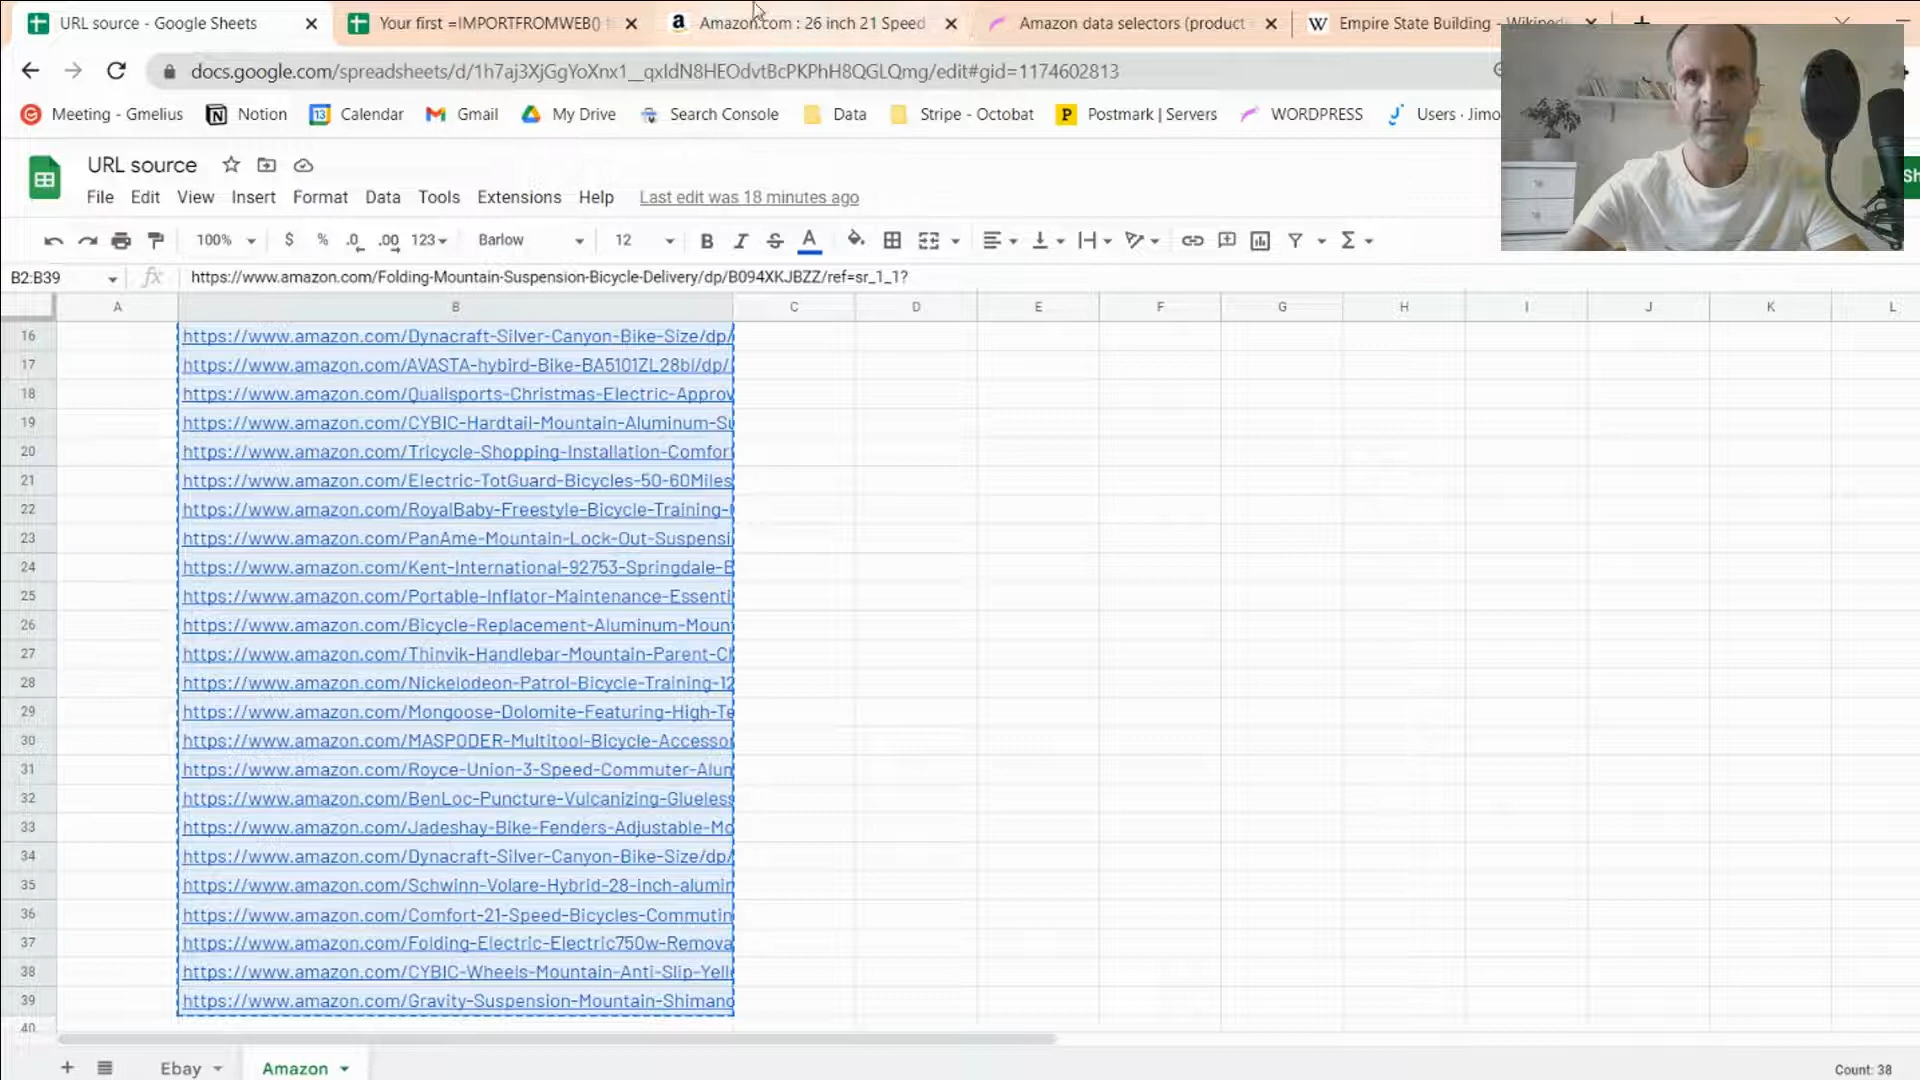 URL source - Google Sheets
Your first =IMPORTFROMWEB() f
Amazon.com : 26 inch 21 Speed
Amazon data selectors (product
Empire State Building - Wikiped
docs.google.com/spreadsheets/d/1h7aj3XjGgYoXnx1__qxIdN8HEOdvtBcPKPhH8QGLQmg/edit#gid=1174602813
Meeting - Gmelius
Notion
Calendar
Gmail
My Drive
Search Console
Data
Stripe - Octobat
Postmark | Servers
WORDPRESS
Users · Jimo
URL source
Sh
File Edit View Insert Format Data Tools Extensions Help Last edit was 18 minutes ago
100% $ % .0 .00 123 Barlow 12 B I S A
B2:B39 fx https://www.amazon.com/Folding-Mountain-Suspension-Bicycle-Delivery/dp/B094XKJBZZ/ref=sr_1_1?
A B C D E F G H I J K L
16 https://www.amazon.com/Dynacraft-Silver-Canyon-Bike-Size/dp/
17 https://www.amazon.com/AVASTA-hybird-Bike-BA5101ZL28bl/dp/
18 https://www.amazon.com/Qualisports-Christmas-Electric-Approv
19 https://www.amazon.com/CYBIC-Hardtail-Mountain-Aluminum-Su
20 https://www.amazon.com/Tricycle-Shopping-Installation-Comfor
21 https://www.amazon.com/Electric-TotGuard-Bicycles-50-60Miles
22 https://www.amazon.com/RoyalBaby-Freestyle-Bicycle-Training-
23 https://www.amazon.com/PanAme-Mountain-Lock-Out-Suspensi
24 https://www.amazon.com/Kent-International-92753-Springdale-B
25 https://www.amazon.com/Portable-Inflator-Maintenance-Essenti
26 https://www.amazon.com/Bicycle-Replacement-Aluminum-Moun
27 https://www.amazon.com/Thinvik-Handlebar-Mountain-Parent-Ch
28 https://www.amazon.com/Nickelodeon-Patrol-Bicycle-Training-12
29 https://www.amazon.com/Mongoose-Dolomite-Featuring-High-Te
30 https://www.amazon.com/MASPODER-Multitool-Bicycle-Accessor
31 https://www.amazon.com/Royce-Union-3-Speed-Commuter-Alum
32 https://www.amazon.com/BenLoc-Puncture-Vulcanizing-Glueless
33 https://www.amazon.com/Jadeshay-Bike-Fenders-Adjustable-Mo
34 https://www.amazon.com/Dynacraft-Silver-Canyon-Bike-Size/dp/
35 https://www.amazon.com/Schwinn-Volare-Hybrid-28-inch-alumin
36 https://www.amazon.com/Comfort-21-Speed-Bicycles-Commutin
37 https://www.amazon.com/Folding-Electric-Electric750w-Remova
38 https://www.amazon.com/CYBIC-Wheels-Mountain-Anti-Slip-Yell
39 https://www.amazon.com/Gravity-Suspension-Mountain-Shimano
40
Ebay
Amazon
Count: 38